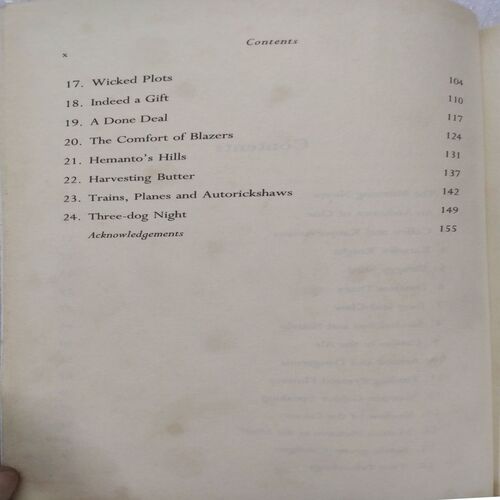 Contents
x
17. Wicked Plots 104
18. Indeed a Gift 110
19. A Done Deal 117
20. The Comfort of Blazers 124
21. Hemanto's Hills 131
22. Harvesting Butter 137
23. Trains, Planes and Autorickshaws 142
24. Three-dog Night 149
Acknowledgements 155